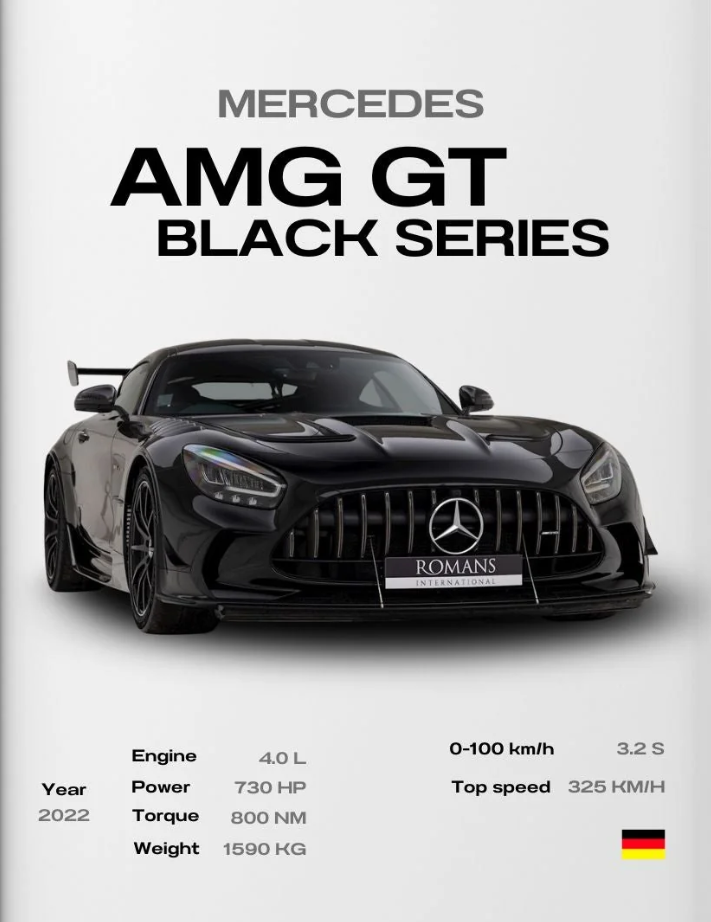 MERCEDES
AMG GT
BLACK SERIES
ROMANS
INTERNATIONAL
Year
2022
Engine 4.0 L
Power 730 HP
Torque 800 NM
Weight 1590 KG
0-100 km/h 3.2 S
Top speed 325 KM/H